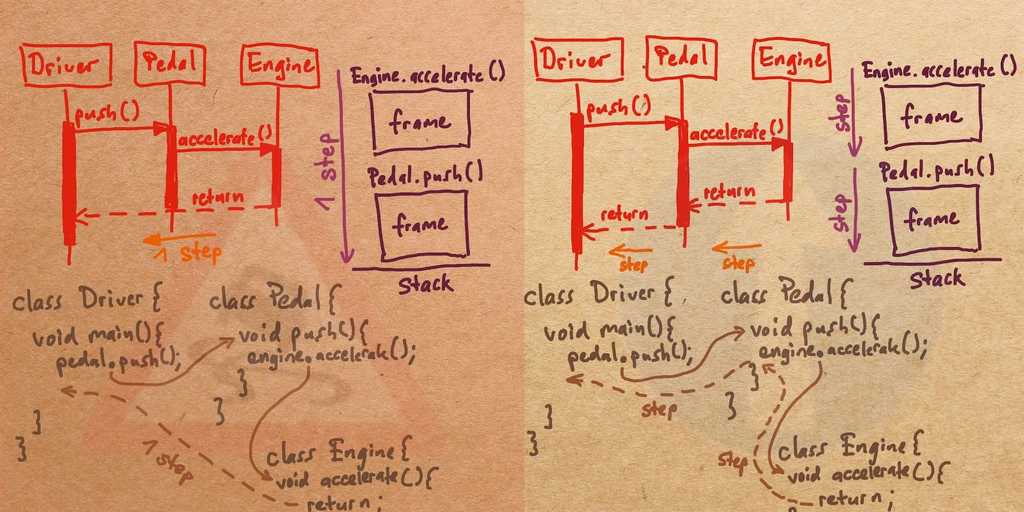 Driver Pedal Engine
push()
accelerate()
return
1 step
1 step
Engine.accelerate()
frame
Pedal.push()
frame
Stack
class Driver {
void main(){
pedal.push();
}
}
class Pedal {
void push(){
engine.accelerate();
}
}
1 step
class Engine {
void accelerate(){
return;
Driver Pedal Engine
push()
accelerate()
return
return
step
step
step
step
Engine.accelerate()
frame
Pedal.push()
frame
Stack
class Driver {
void main(){
pedal.push();
}
}
class Pedal {
void push(){
engine.accelerate();
}
}
step
step
class Engine {
void accelerate(){
return;